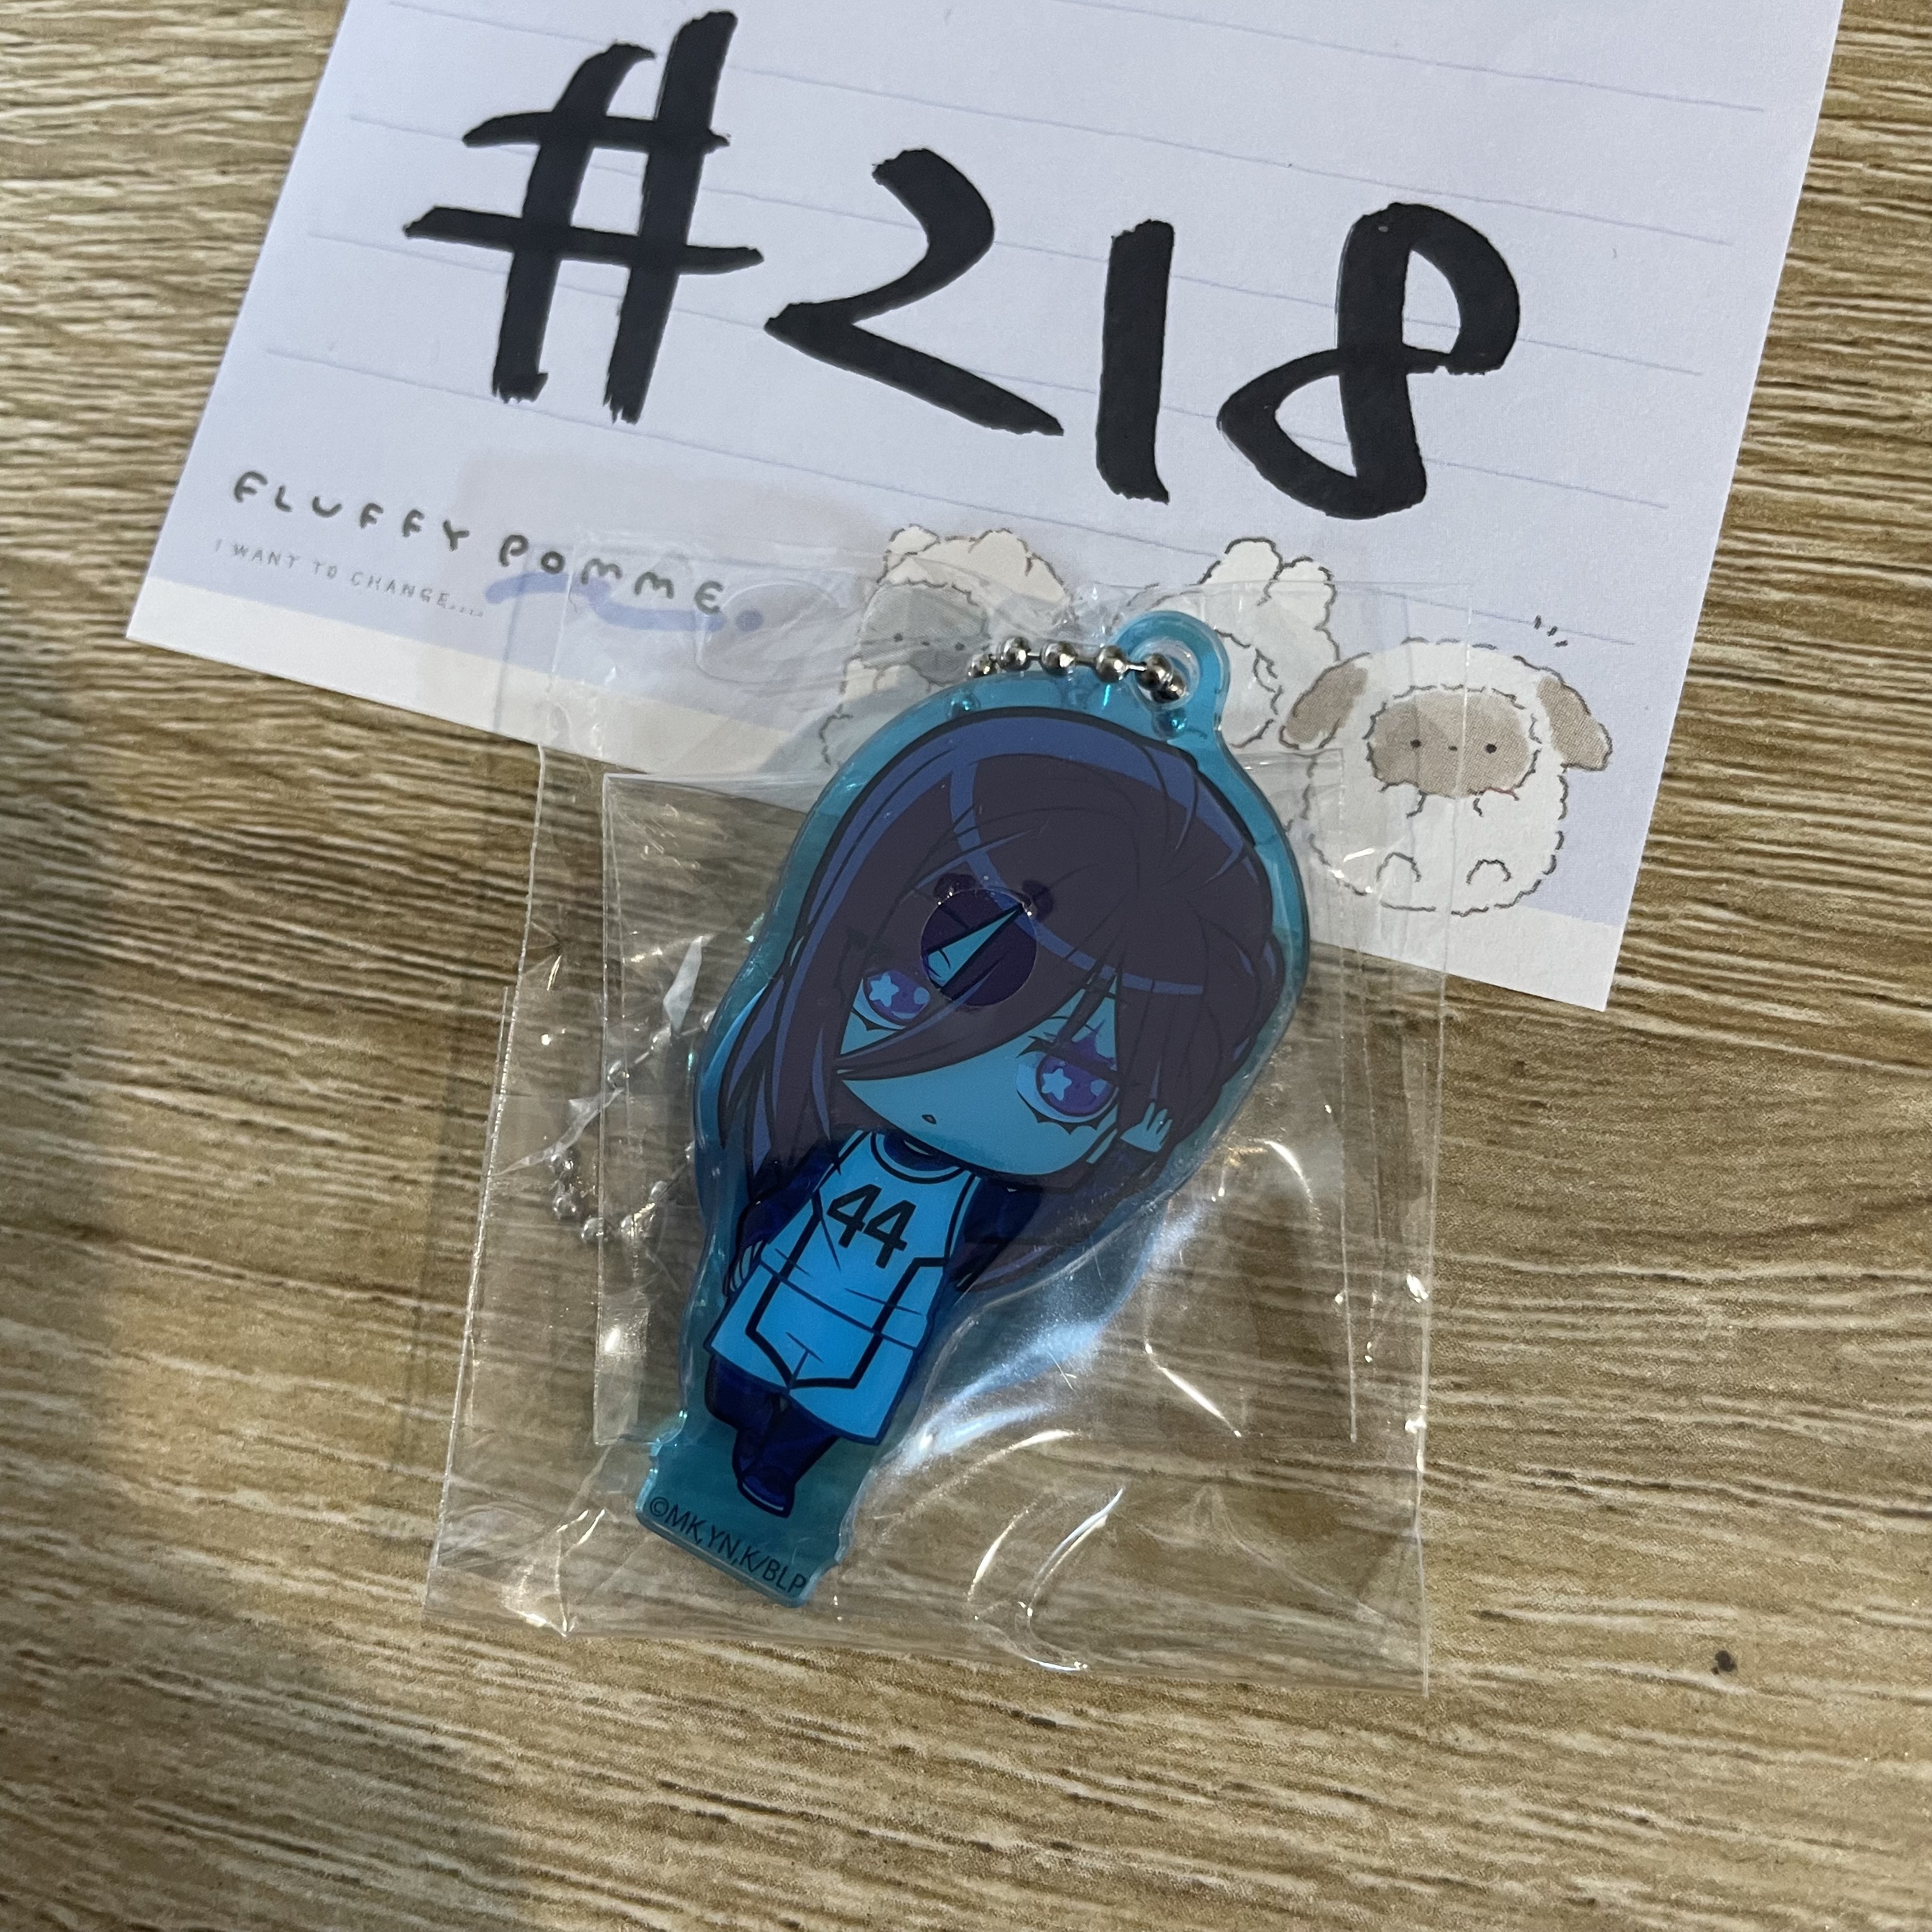 #218
FLUFFY POMME
I WANT TO CHANGE....
44
©MK,YN,K/BLP